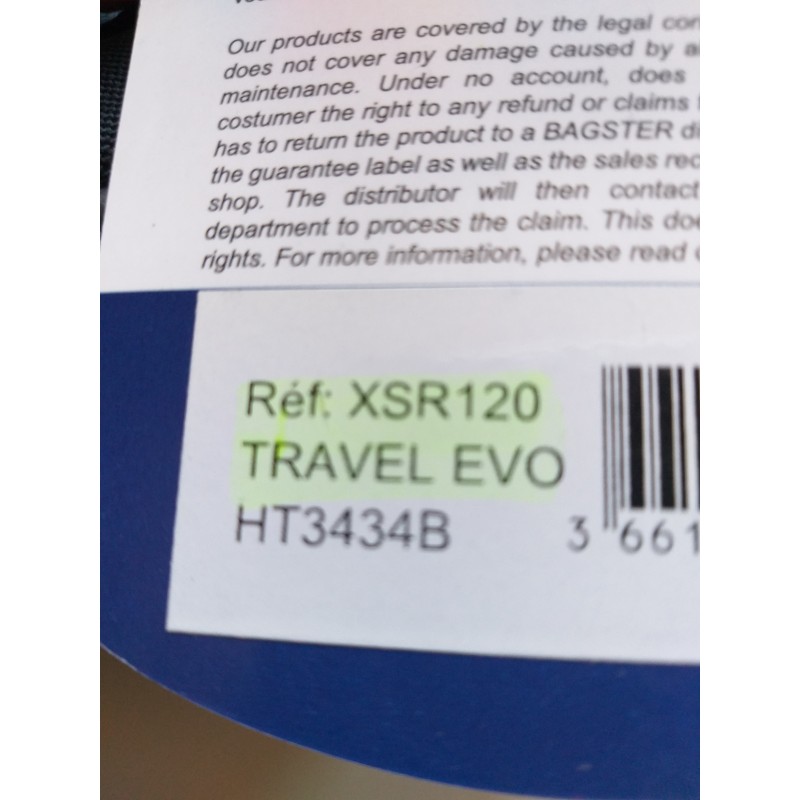 Our products are covered by the legal
does not cover any damage caused by
maintenance. Under no account, does
costumer the right to any refund or claims
has to return the product to a BAGSTER
the guarantee label as well as the sales
shop. The distributor will then contact
department to process the claim. This
rights. For more information, please read
Réf: XSR120
TRAVEL EVO
HT3434B
3 661